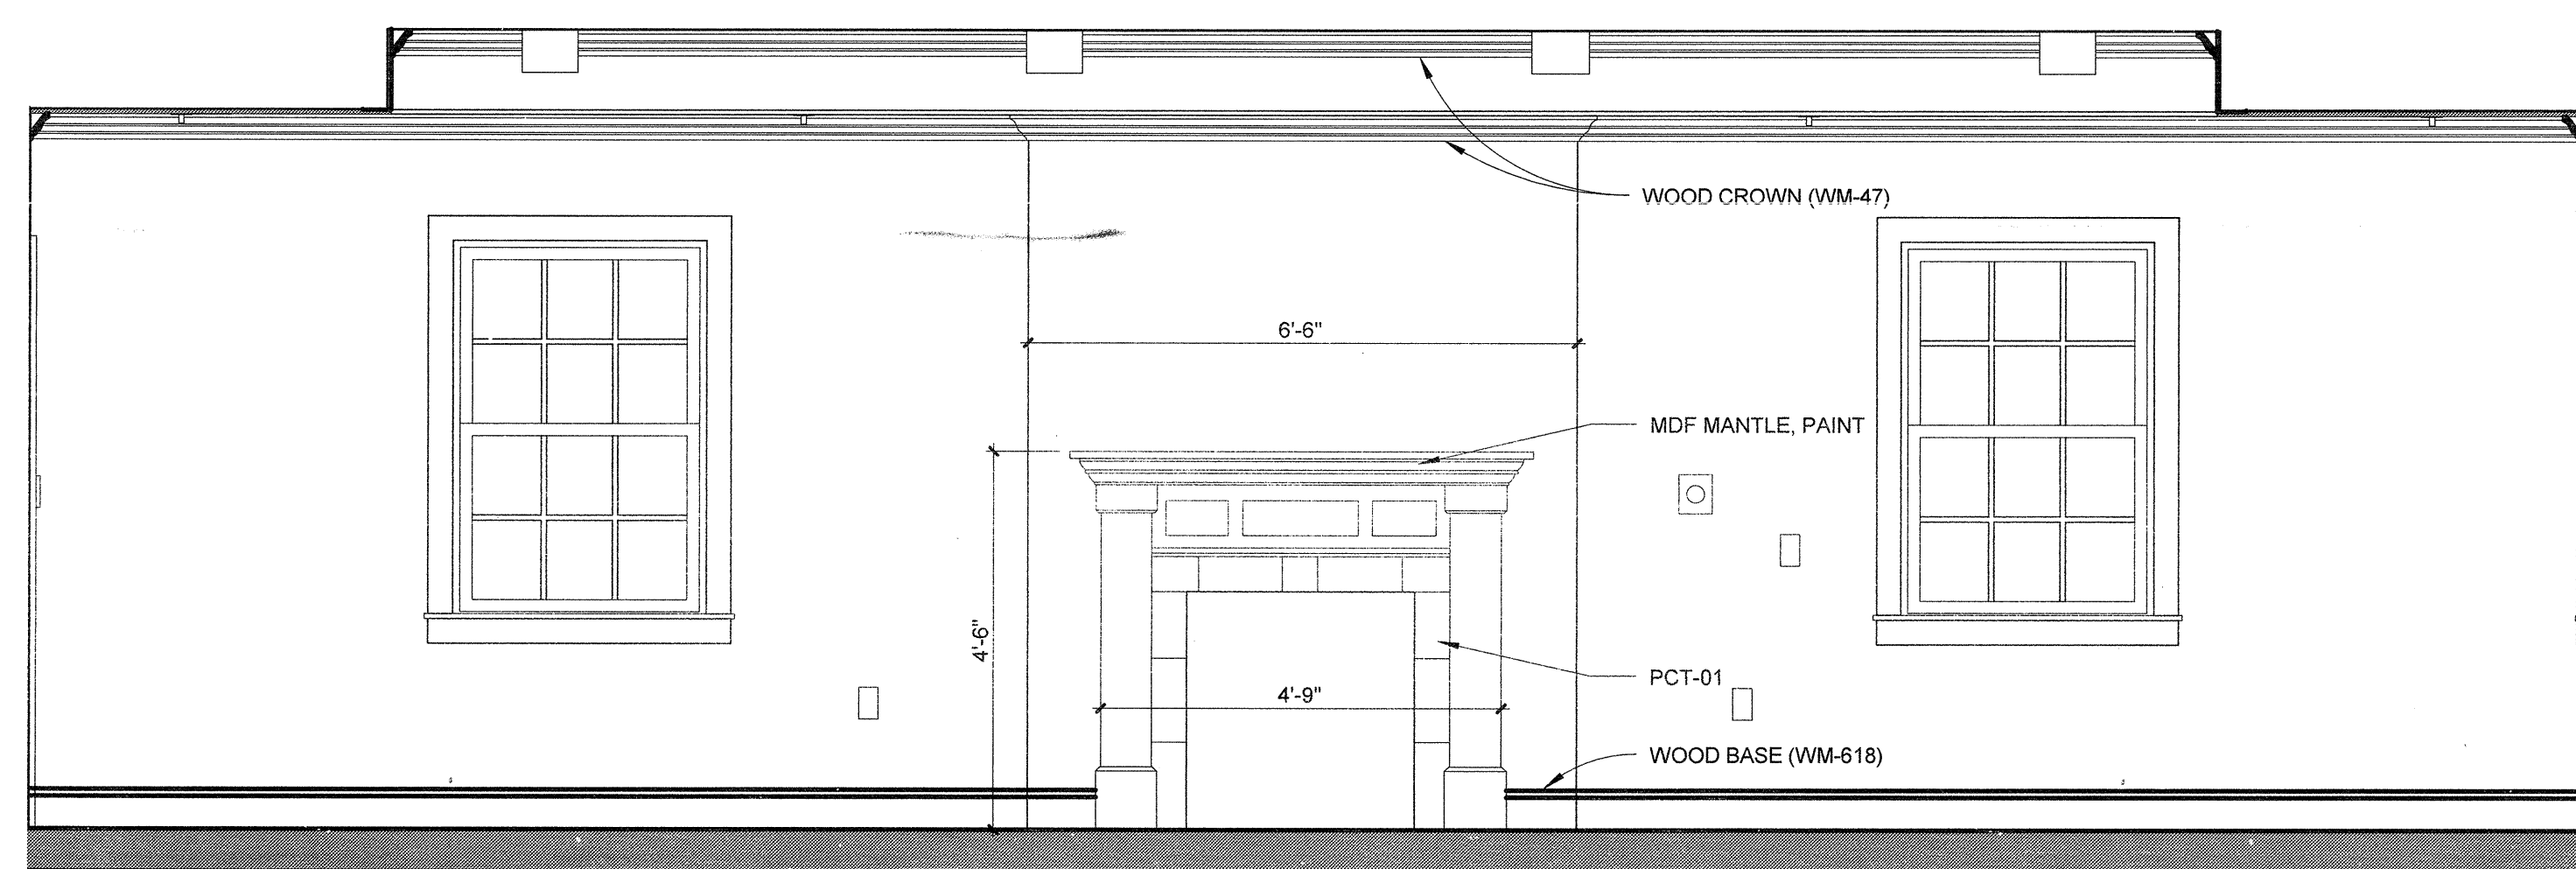 WOOD CROWN (WM-47)
6'-6"
MDF MANTLE, PAINT
4'-6"
PCT-01
4'-9"
WOOD BASE (WM-618)